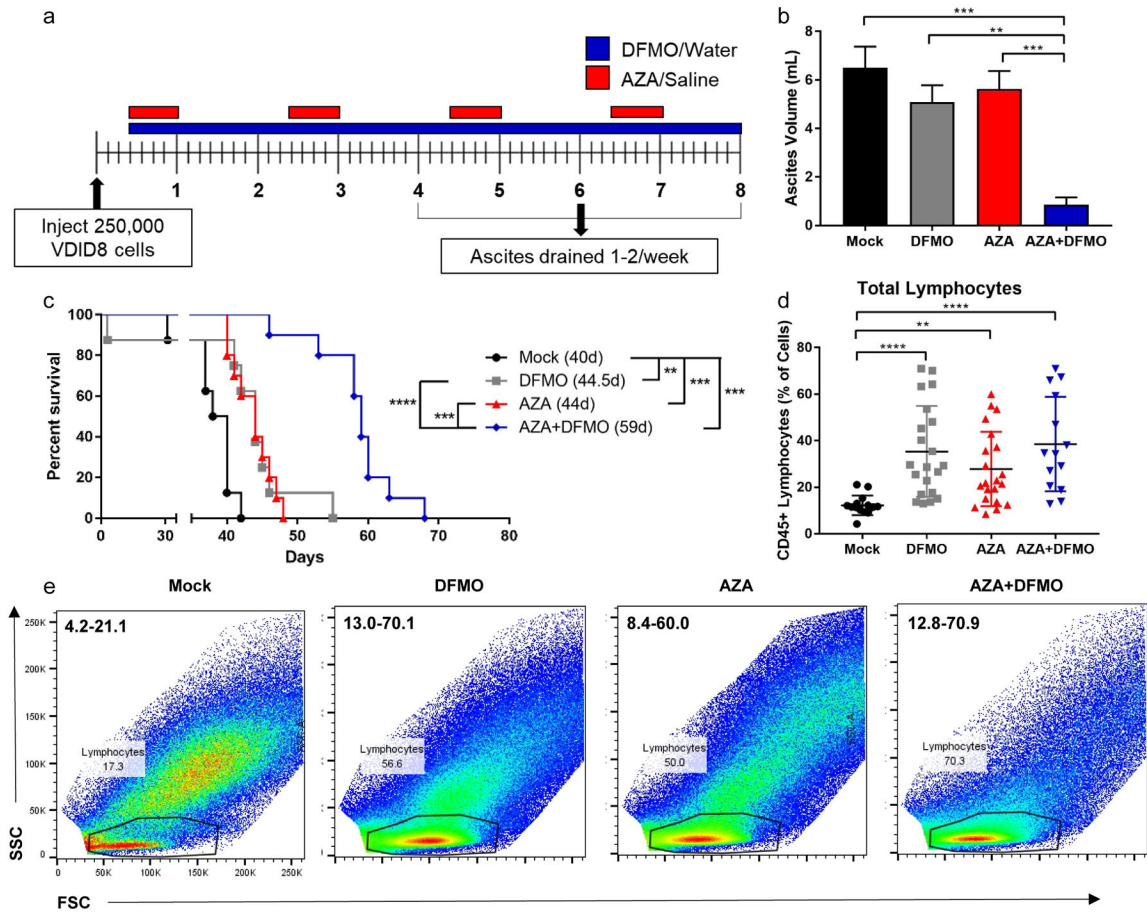 a
DFMO/Water
AZA/Saline
1 2 3 4 5 6 7 8
Inject 250,000
VDID8 cells
Ascites drained 1-2/week
b
*** 
**
***
Ascites Volume (mL)
8
6
4
2
0
Mock DFMO AZA AZA+DFMO
c
Percent survival
100
80
60
40
20
0
0 30 40 50 60 70 80
Days
Mock (40d)
DFMO (44.5d)
AZA (44d)
AZA+DFMO (59d)
**
***
***
****
***
d
Total Lymphocytes
****
**
****
CD45+ Lymphocytes (% of Cells)
80
60
40
20
0
Mock DFMO AZA AZA+DFMO
e
Mock DFMO AZA AZA+DFMO
4.2-21.1
13.0-70.1
8.4-60.0
12.8-70.9
250K
200K
150K
100K
50K
0
Lymphocytes
17.3
Lymphocytes
56.6
Lymphocytes
50.0
Lymphocytes
70.3
0 50K 100K 150K 200K 250K
SSC
FSC